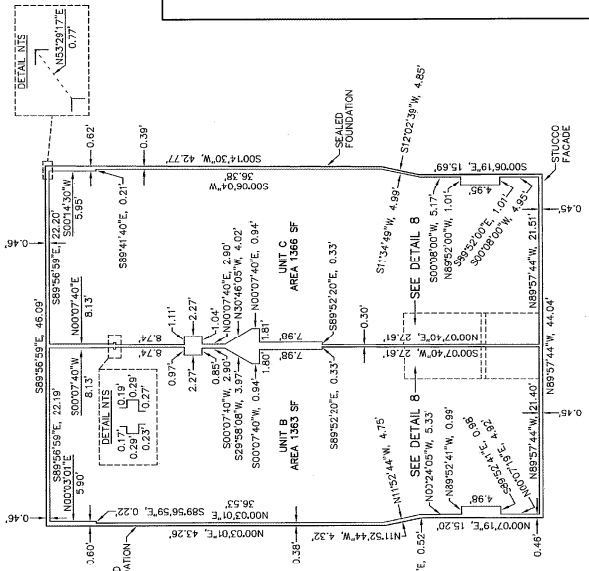 DETAIL NTS
N53°29'17"E
0.77'
0.62'
0.39'
0.46'
S89°56'59"E, 46.09'
S89°56'59"E, 22.20'
S00°14'30"W
5.95'
S89°41'40"E, 0.21'
S00°14'30"W, 42.77'
36.38'
S00°06'04"W
SEALED
FOUNDATION
S12°02'39"W, 4.85'
S11°34'49"W, 4.99'
S00°06'19"E, 15.69'
4.95'
S00°08'00"W, 5.17'
N89°52'00"W, 1.01'
S89°52'00"E, 1.01'
S00°08'00"W, 4.95'
STUCCO
FACADE
0.45'
N89°57'44"W, 21.51'
N89°57'44"W, 44.04'
N00°07'40"E
8.13'
8.74'
1.11'
2.27'
1.04'
N00°07'40"E, 2.90'
N30°46'05"W, 4.02'
N00°07'40"E, 0.94'
1.81'
UNIT C
AREA 1366 SF
7.98'
S89°52'20"E, 0.33'
0.30'
SEE DETAIL 8
N00°07'40"E, 27.61'
S00°07'40"W, 27.61'
S89°56'59"E, 22.19'
S00°07'40"W
8.13'
8.74'
0.97'
2.27'
0.85'
S00°07'40"W, 2.90'
S29°58'08"W, 3.97'
S00°07'40"W, 0.94'
1.80'
7.98'
S89°52'20"E, 0.33'
DETAIL NTS
0.17'
0.19'
0.29'
0.29'
0.23'
0.27'
UNIT B
AREA 1363 SF
SEE DETAIL 8
N00°03'01"E
5.90'
0.46'
0.60'
S89°56'59"E, 0.22'
36.53'
N00°03'01"E
N00°03'01"E, 43.26'
0.38'
N11°52'44"W, 4.75'
N11°52'44"W, 4.32'
0.52'
N00°24'05"W, 5.33'
N89°52'41"W, 0.99'
4.98'
S89°52'41"E, 0.98'
N00°07'19"E, 4.92'
N00°07'19"E, 15.20'
N89°57'44"W, 21.40'
0.45'
0.46'